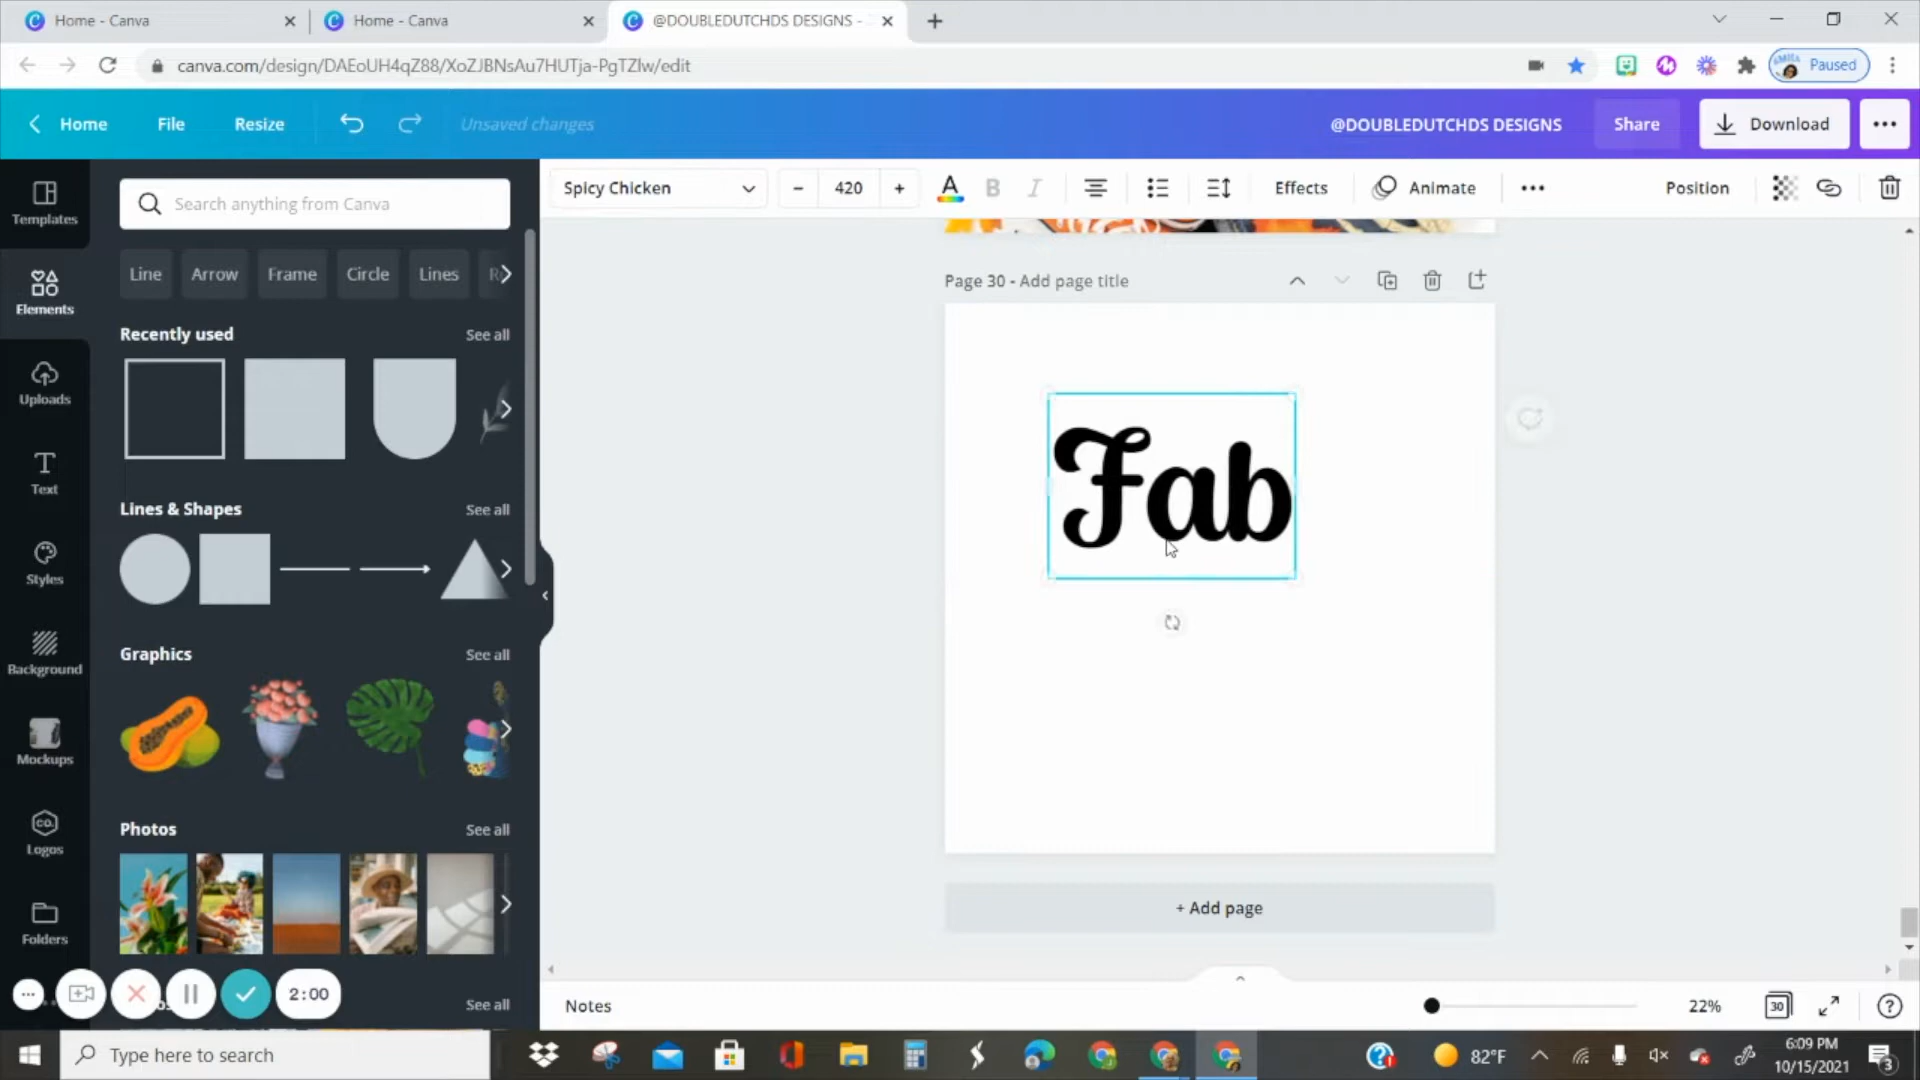 Home - Canva
Home - Canva
@DOUBLEDUTCHDS DESIGNS -
canva.com/design/DAEoUH4qZ88/XoZJBNsAu7HUTja-PgTZlw/edit
Paused
Home
File
Resize
Unsaved changes
@DOUBLEDUTCHDS DESIGNS
Share
Download
Templates
Elements
Uploads
Text
Styles
Background
Mockups
CO.
Logos
Folders
Search anything from Canva
Line
Arrow
Frame
Circle
Lines
R
Recently used
See all
Lines & Shapes
See all
Graphics
See all
Photos
See all
See all
Spicy Chicken
- 420 +
A
B
I
Effects
Animate
Position
Page 30 - Add page title
Fab
+ Add page
2:00
Notes
22%
30
Type here to search
82°F
6:09 PM
10/15/2021
3